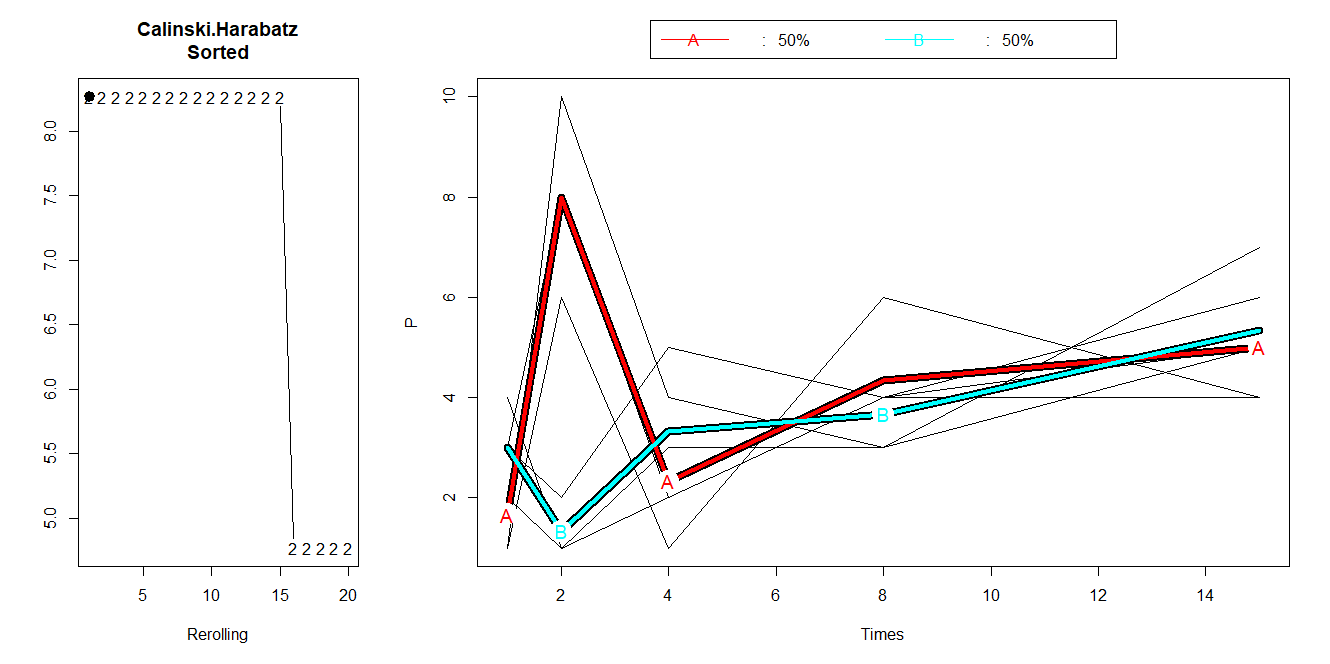 Calinski.Harabatz
Sorted
2 2 2 2 2 2 2 2 2 2 2 2 2 2 2
2 2 2 2 2
8.0
7.5
7.0
6.5
6.0
5.5
5.0
5 10 15 20
Rerolling
A : 50% B : 50%
10
8
6
4
2
P
A
B
A
B
A
2 4 6 8 10 12 14
Times